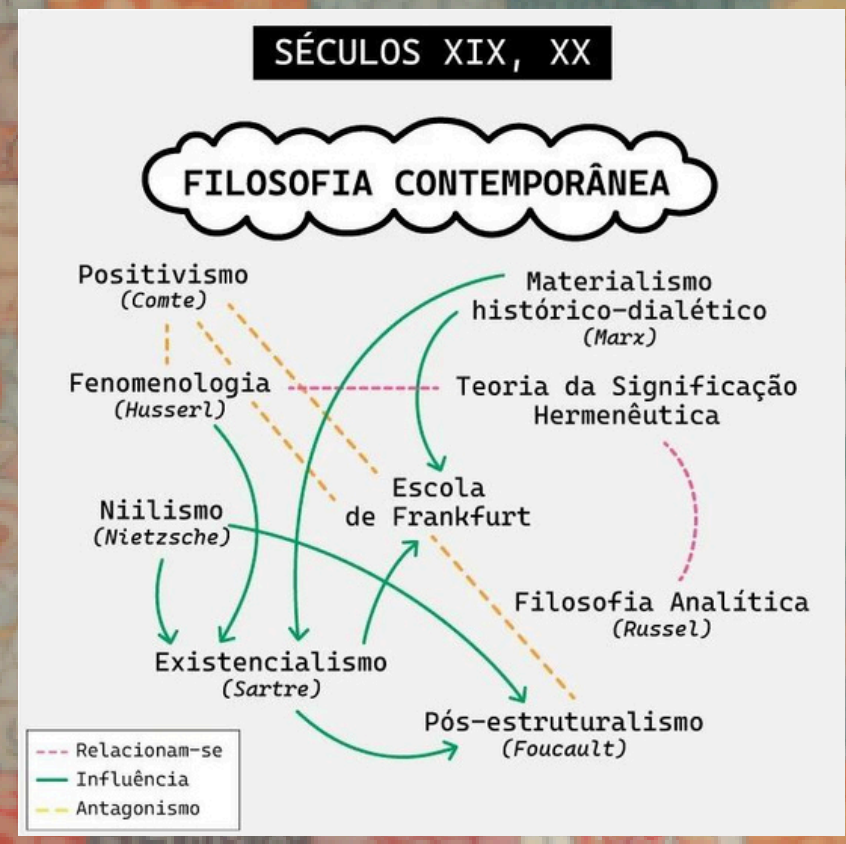 SÉCULOS XIX, XX
FILOSOFIA CONTEMPORÂNEA
Positivismo
(Comte)
Materialismo
histórico-dialético
(Marx)
Fenomenologia
(Husserl)
Teoria da Significação
Hermenêutica
Escola
de Frankfurt
Niilismo
(Nietzsche)
Filosofia Analítica
(Russel)
Existencialismo
(Sartre)
Pós-estruturalismo
(Foucault)
Relacionam-se
Influência
Antagonismo